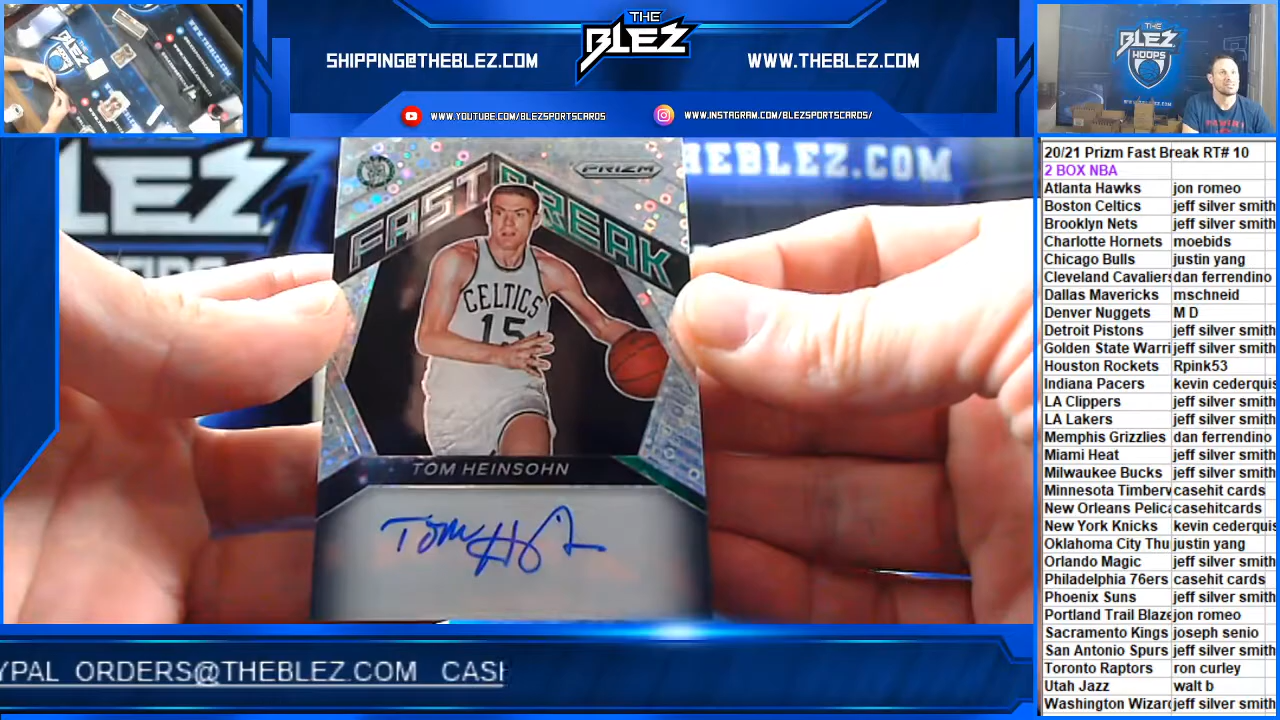 THE
BLEZ
SHIPPING@THEBLEZ.COM
WWW.THEBLEZ.COM
WWW.YOUTUBE.COM/BLEZSPORTSCARDS
WWW.INSTAGRAM.COM/BLEZSPORTSCARDS/
THE
BLEZ
HOOPS
LEZ
HEBLEZ.COM
PRIZM
FAST BREAK
CELTICS
15
TOM HEINSOHN
Tom H
YPAL ORDERS@THEBLEZ.COM CASH
20/21 Prizm Fast Break RT# 10
2 BOX NBA
Atlanta Hawks jon romeo
Boston Celtics jeff silver smith
Brooklyn Nets jeff silver smith
Charlotte Hornets moebids
Chicago Bulls justin yang
Cleveland Cavaliers dan ferrendino
Dallas Mavericks mschneid
Denver Nuggets M D
Detroit Pistons jeff silver smith
Golden State Warri jeff silver smith
Houston Rockets Rpink53
Indiana Pacers kevin cederquis
LA Clippers jeff silver smith
LA Lakers jeff silver smith
Memphis Grizzlies dan ferrendino
Miami Heat jeff silver smith
Milwaukee Bucks jeff silver smith
Minnesota Timberv casehit cards
New Orleans Pelica casehitcards
New York Knicks kevin cederquis
Oklahoma City Thu justin yang
Orlando Magic jeff silver smith
Philadelphia 76ers casehit cards
Phoenix Suns jeff silver smith
Portland Trail Blaze jon romeo
Sacramento Kings joseph senio
San Antonio Spurs jeff silver smith
Toronto Raptors ron curley
Utah Jazz walt b
Washington Wizard jeff silver smith